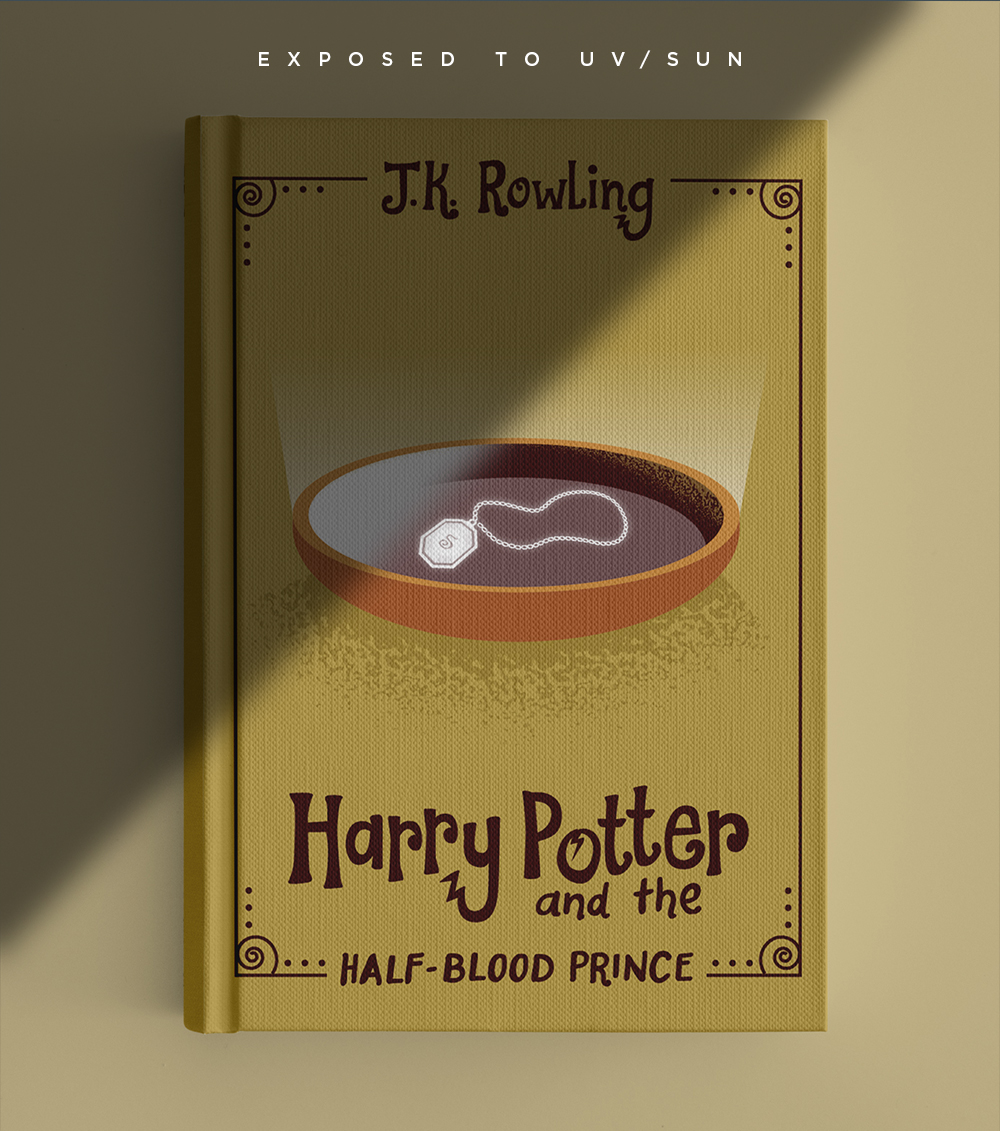 EXPOSED TO UV/SUN
J.K. Rowling
Harry Potter
and the
HALF-BLOOD PRINCE
S